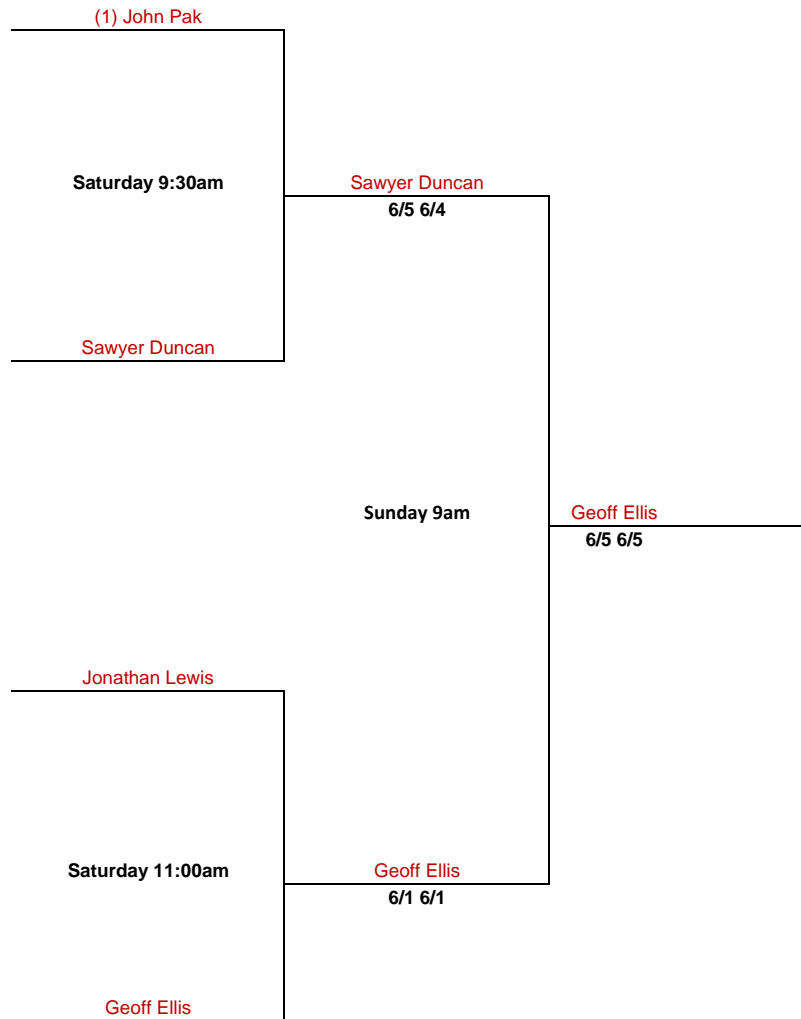 (1) John Pak
Saturday 9:30am
Sawyer Duncan
6/5 6/4
Sawyer Duncan
Sunday 9am
Geoff Ellis
6/5 6/5
Jonathan Lewis
Saturday 11:00am
Geoff Ellis
6/1 6/1
Geoff Ellis